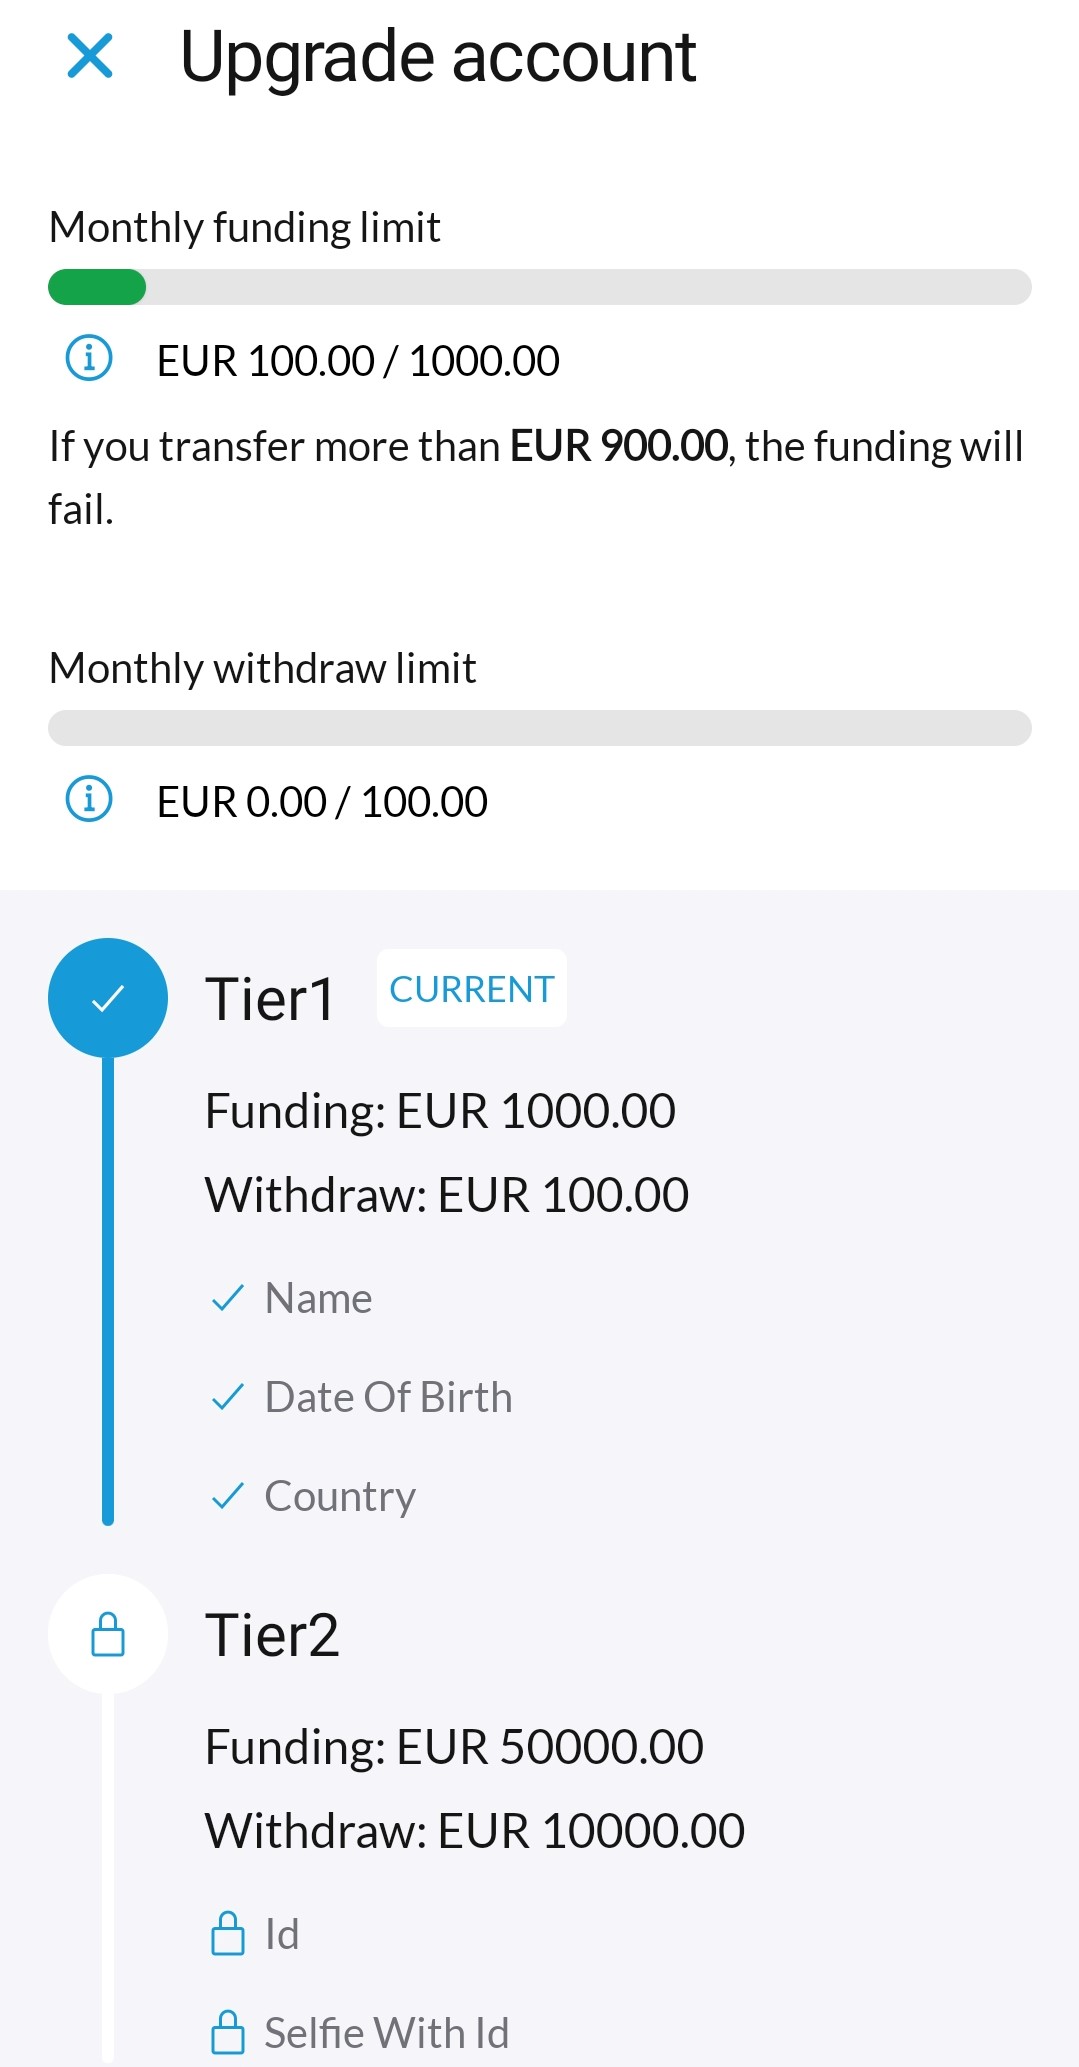 Upgrade account
Monthly funding limit
EUR 100.00 / 1000.00
If you transfer more than EUR 900.00, the funding will
fail.
Monthly withdraw limit
EUR 0.00 / 100.00
Tier1 CURRENT
Funding: EUR 1000.00
Withdraw: EUR 100.00
Name
Date Of Birth
Country
Tier2
Funding: EUR 50000.00
Withdraw: EUR 10000.00
Id
Selfie With Id